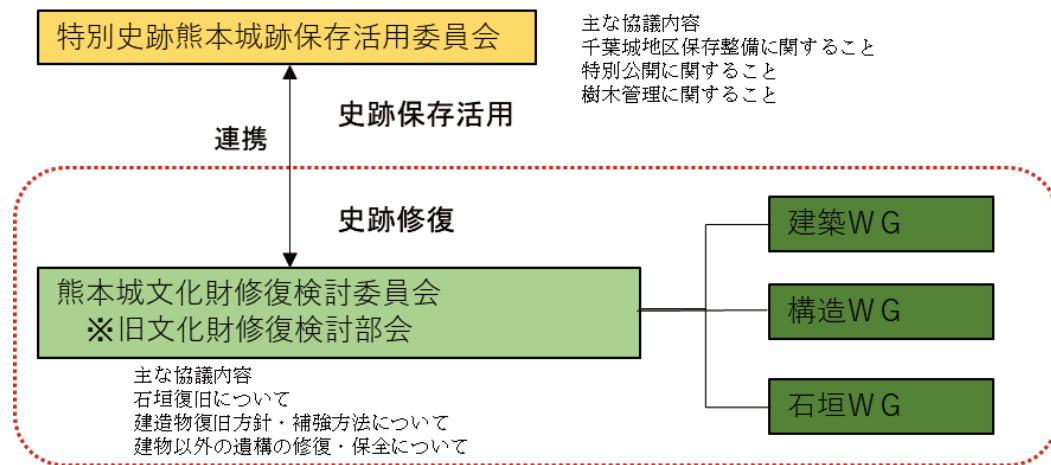 特別史跡熊本城跡保存活用委員会
主な協議内容
千葉城地区保存整備に関すること
特別公開に関すること
樹木管理に関すること
史跡保存活用
連携
史跡修復
熊本城文化財修復検討委員会
※旧文化財修復検討部会
主な協議内容
石垣復旧について
建造物復旧方針・補強方法について
建物以外の遺構の修復・保全について
建築ＷＧ
構造ＷＧ
石垣ＷＧ